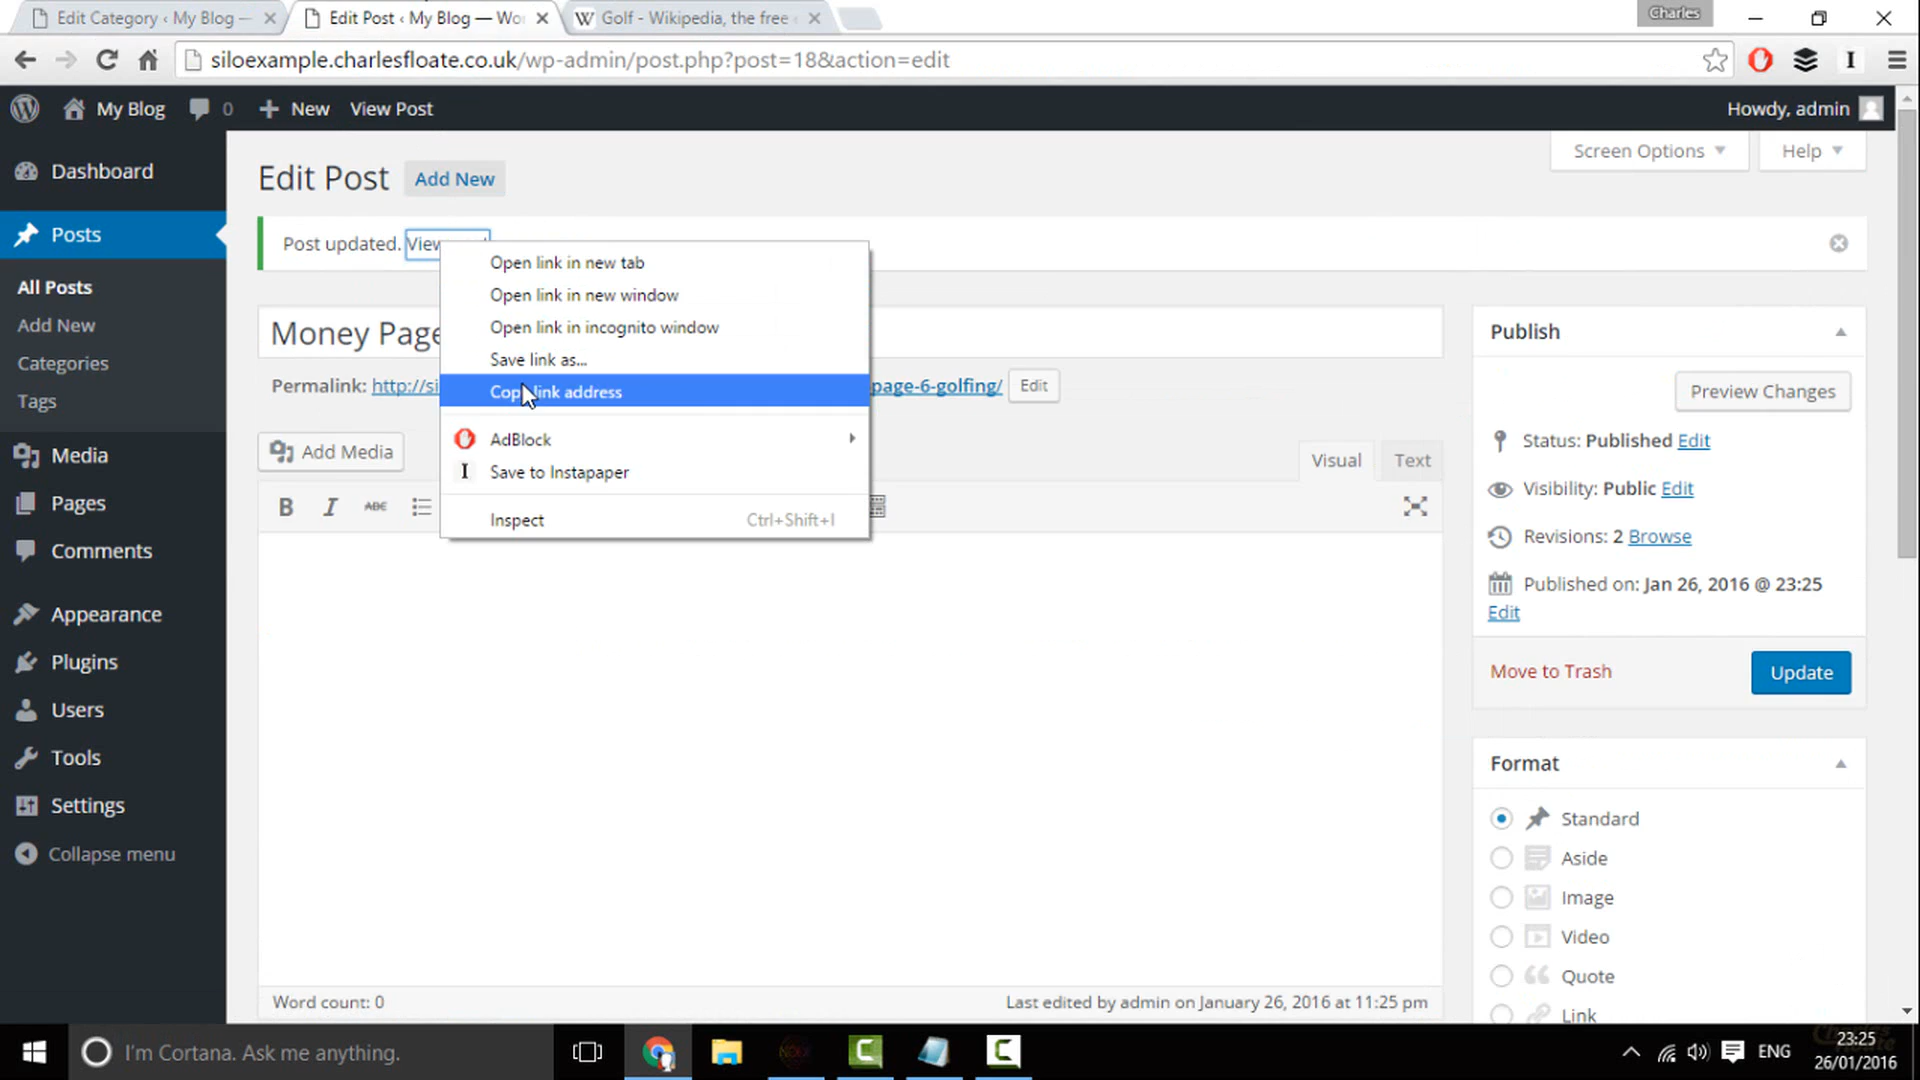 Edit Category ‹ My Blog —
Edit Post ‹ My Blog — Wo
Golf - Wikipedia, the free
Charles
siloexample.charlesfloate.co.uk/wp-admin/post.php?post=18&action=edit
My Blog
0
New
View Post
Howdy, admin
Dashboard
Posts
All Posts
Add New
Categories
Tags
Media
Pages
Comments
Appearance
Plugins
Users
Tools
Settings
Collapse menu
Edit Post
Add New
Screen Options
Help
Post updated.
Open link in new tab
Open link in new window
Open link in incognito window
Save link as...
Copy link address
AdBlock
Save to Instapaper
Inspect Ctrl+Shift+I
Money Page
Permalink: http://si
page-6-golfing/
Edit
Add Media
Visual
Text
B I ABC
Word count: 0
Last edited by admin on January 26, 2016 at 11:25 pm
Publish
Preview Changes
Status: Published Edit
Visibility: Public Edit
Revisions: 2 Browse
Published on: Jan 26, 2016 @ 23:25
Edit
Move to Trash
Update
Format
Standard
Aside
Image
Video
Quote
Link
I'm Cortana. Ask me anything.
ENG
23:25
26/01/2016